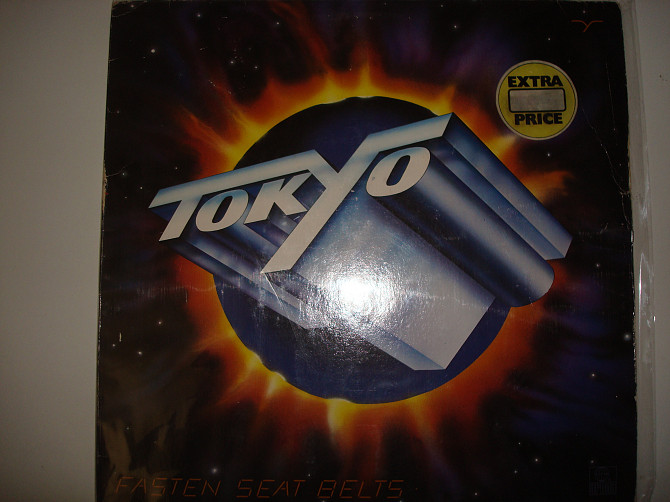 EXTRA
PRICE
TOKYO
FASTEN SEAT BELTS